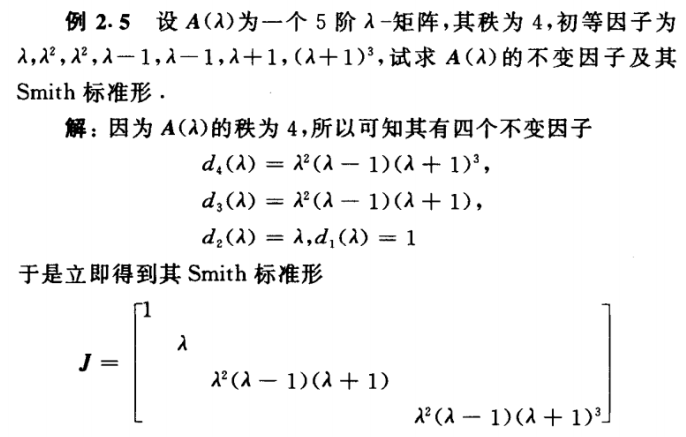 例 2.5 设 A(λ)为一个 5 阶 λ-矩阵,其秩为 4,初等因子为
λ,λ²,λ²,λ-1,λ-1,λ+1,(λ+1)³,试求 A(λ)的不变因子及其
Smith 标准形.
解:因为 A(λ)的秩为 4,所以可知其有四个不变因子
d₄(λ) = λ²(λ-1)(λ+1)³,
d₃(λ) = λ²(λ-1)(λ+1),
d₂(λ) = λ,d₁(λ) = 1
于是立即得到其 Smith 标准形
1
λ
J =
λ²(λ-1)(λ+1)
λ²(λ-1)(λ+1)³